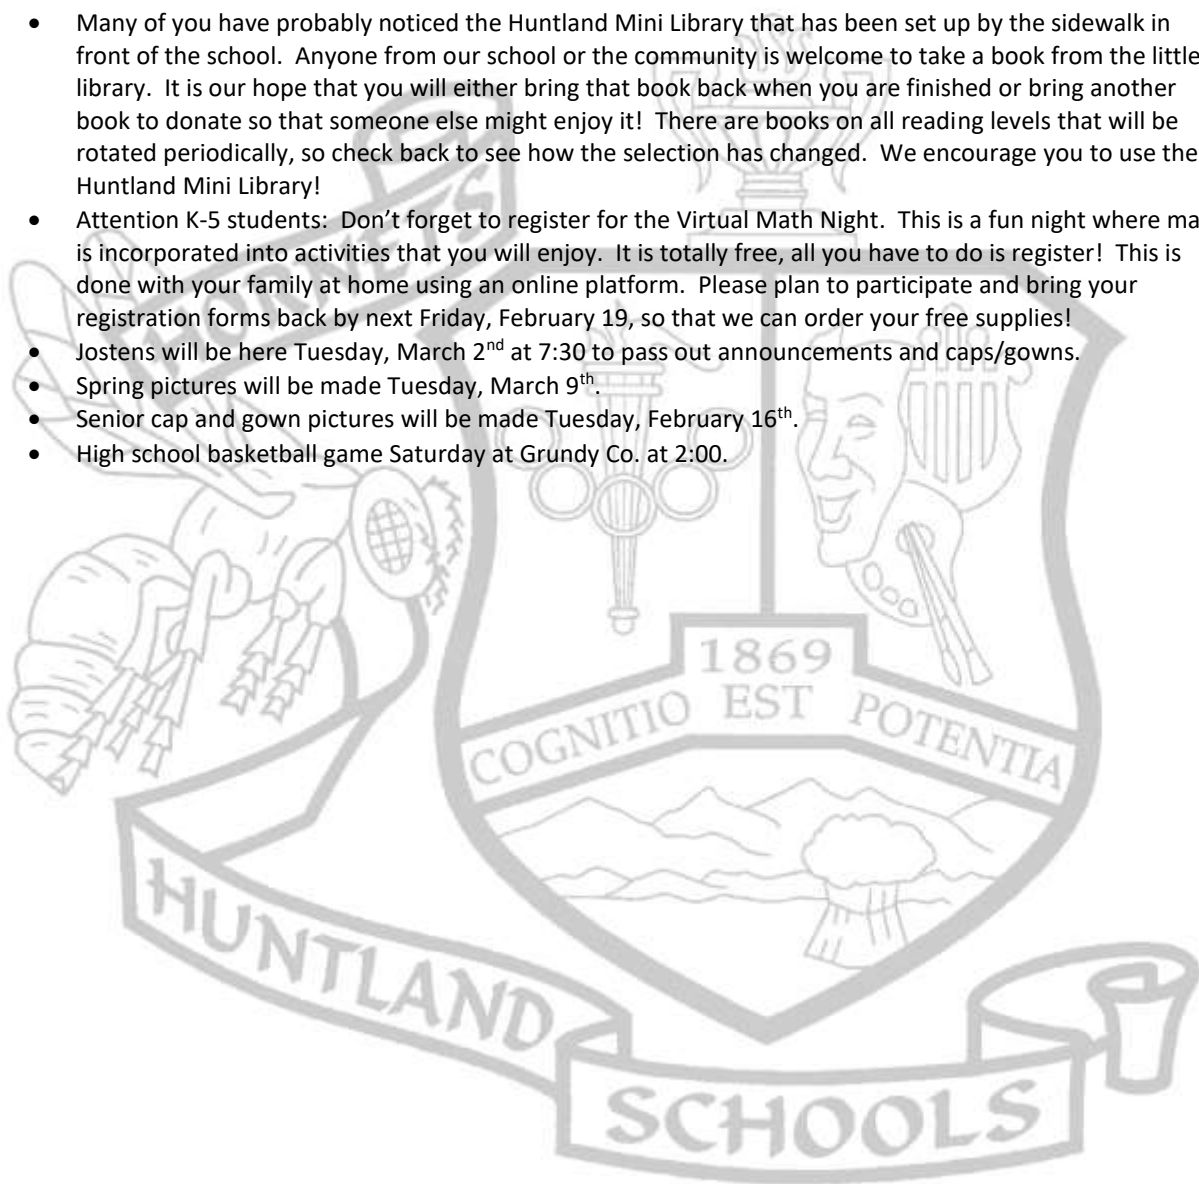 • Many of you have probably noticed the Huntland Mini Library that has been set up by the sidewalk in
front of the school.  Anyone from our school or the community is welcome to take a book from the little
library.  It is our hope that you will either bring that book back when you are finished or bring another
book to donate so that someone else might enjoy it!  There are books on all reading levels that will be
rotated periodically, so check back to see how the selection has changed.  We encourage you to use the
Huntland Mini Library!
• Attention K-5 students:  Don’t forget to register for the Virtual Math Night.  This is a fun night where ma
is incorporated into activities that you will enjoy.  It is totally free, all you have to do is register!  This is
done with your family at home using an online platform.  Please plan to participate and bring your
registration forms back by next Friday, February 19, so that we can order your free supplies!
• Jostens will be here Tuesday, March 2nd at 7:30 to pass out announcements and caps/gowns.
• Spring pictures will be made Tuesday, March 9th.
• Senior cap and gown pictures will be made Tuesday, February 16th.
• High school basketball game Saturday at Grundy Co. at 2:00.
HORNETS
1869
COGNITIO EST POTENTIA
HUNTLAND
SCHOOLS